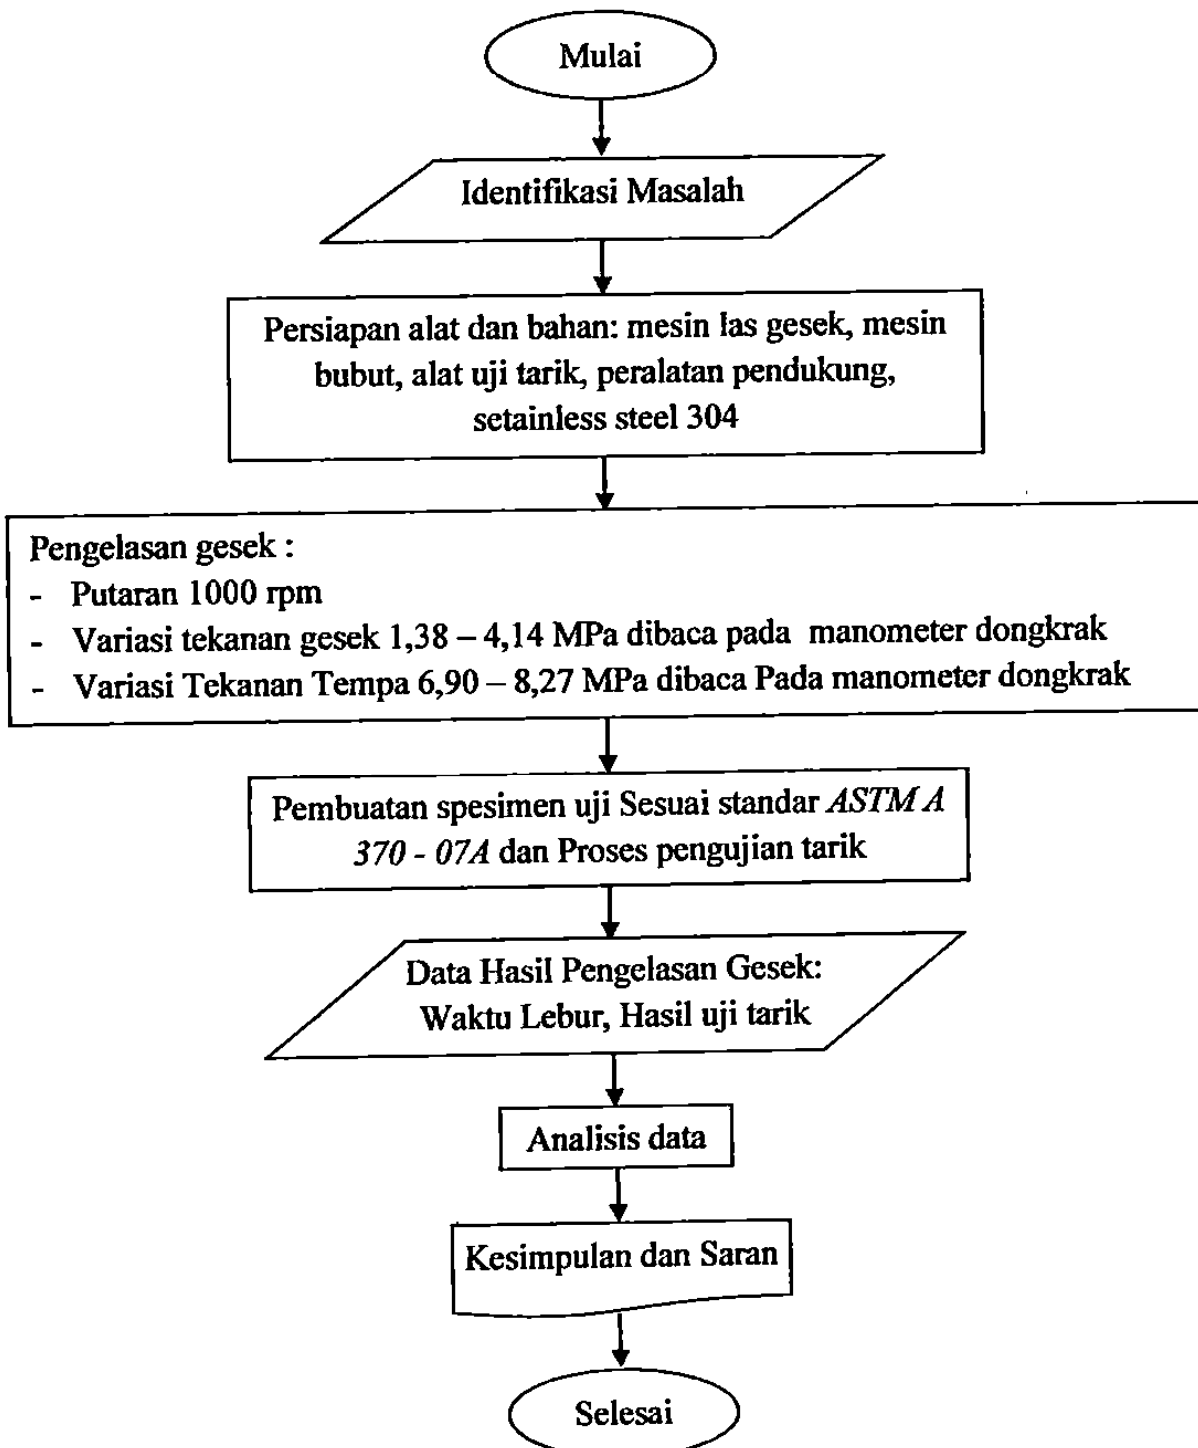 Mulai
Identifikasi Masalah
Persiapan alat dan bahan: mesin las gesek, mesin
bubut, alat uji tarik, peralatan pendukung,
setainless steel 304
Pengelasan gesek :
- Putaran 1000 rpm
- Variasi tekanan gesek 1,38 – 4,14 MPa dibaca pada manometer dongkrak
- Variasi Tekanan Tempa 6,90 – 8,27 MPa dibaca Pada manometer dongkrak
Pembuatan spesimen uji Sesuai standar ASTM A
370 - 07A dan Proses pengujian tarik
Data Hasil Pengelasan Gesek:
Waktu Lebur, Hasil uji tarik
Analisis data
Kesimpulan dan Saran
Selesai